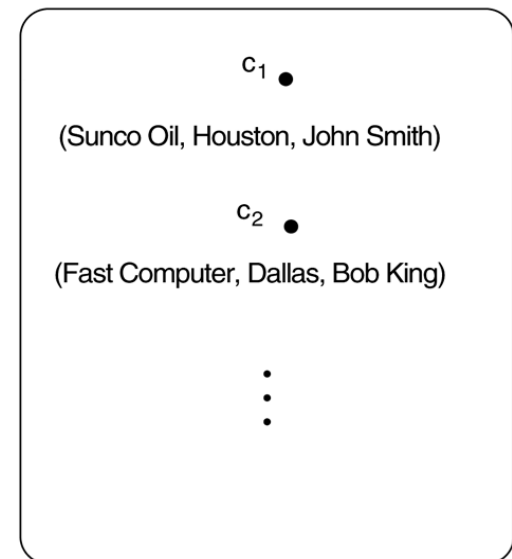 c₁
(Sunco Oil, Houston, John Smith)
c₂
(Fast Computer, Dallas, Bob King)